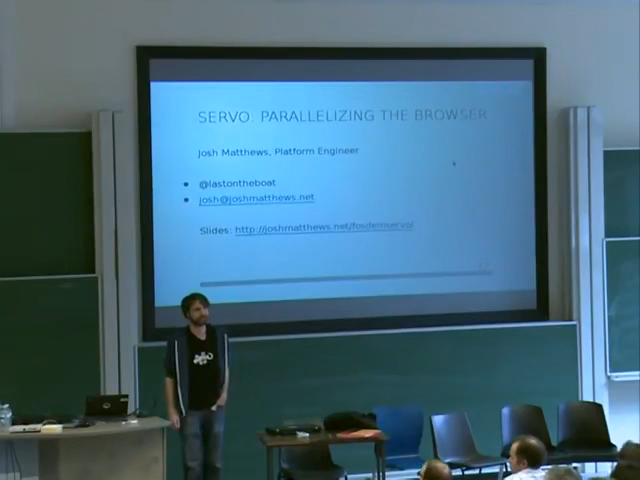 SERVO: PARALLELIZING THE BROWSER
Josh Matthews, Platform Engineer
@lastontheboat
josh@joshmatthews.net
Slides: http://joshmatthews.net/fosdemservo/